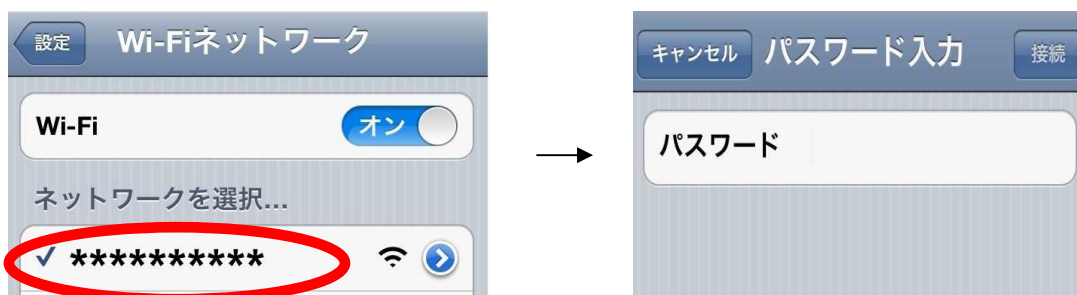 設定 Wi-Fiネットワーク
Wi-Fi オン
ネットワークを選択...
✓ **********
キャンセル パスワード入力 接続
パスワード